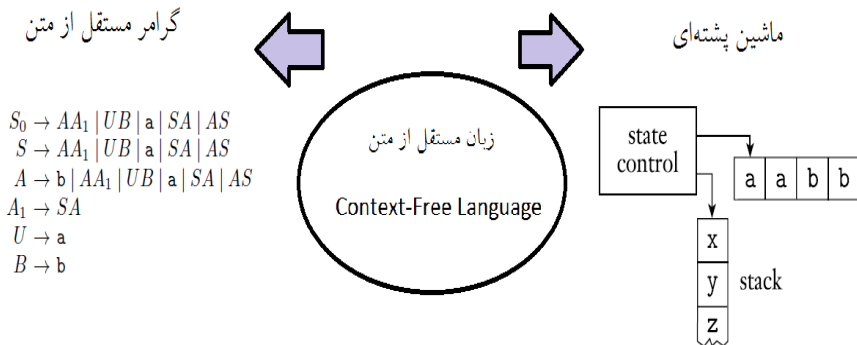 گرامر مستقل از متن
S₀ → AA₁ | UB | a | SA | AS
S → AA₁ | UB | a | SA | AS
A → b | AA₁ | UB | a | SA | AS
A₁ → SA
U → a
B → b
زبان مستقل از متن
Context-Free Language
ماشین پشته‌ای
state
control
a a b b
x
y
z
stack